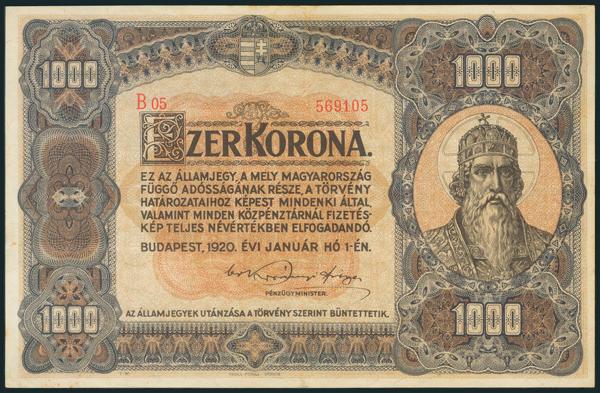 1000
1000
B 05
569105
EZER KORONA.
EZ AZ ÁLLAMJEGY, A MELY MAGYARORSZÁG
FÜGGŐ ADÓSSÁGÁNAK RÉSZE, A TÖRVÉNY
HATÁROZATAIHOZ KÉPEST MINDENKI ÁLTAL,
VALAMINT MINDEN KÖZPÉNZTÁRNÁL FIZETÉS-
KÉP TELJES NÉVÉRTÉKBEN ELFOGADANDÓ.
BUDAPEST, 1920. ÉVI JANUÁR HÓ 1-ÉN.
PÉNZÜGYMINISTER.
AZ ÁLLAMJEGYEK UTÁNZÁSA A TÖRVÉNY SZERINT BÜNTETTETIK.
1000
1000